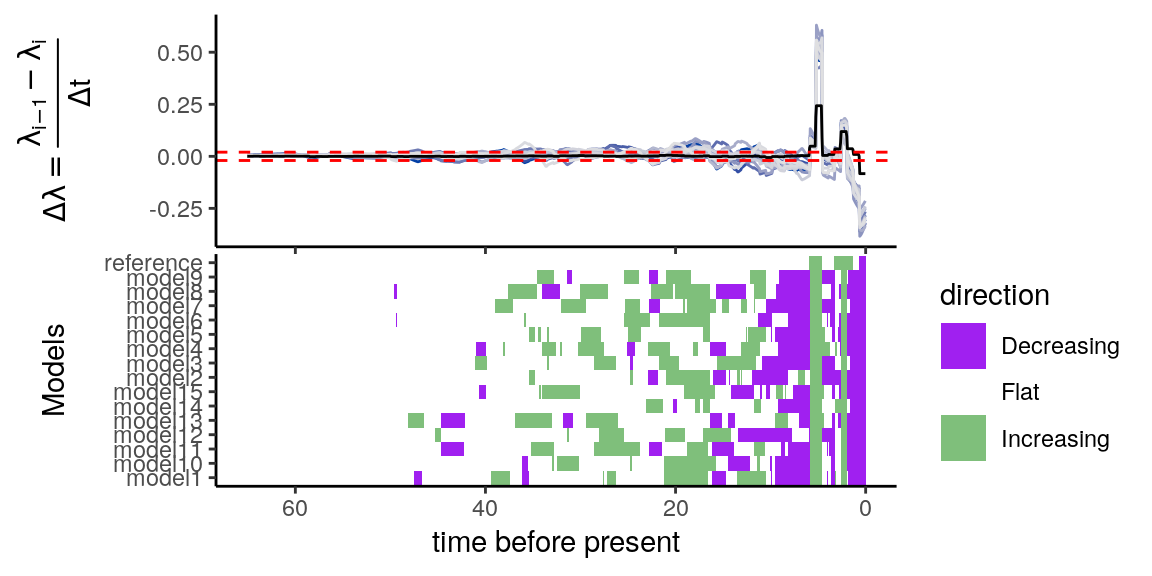 Δλ = λi−1 − λi
Δt
0.50
0.25
0.00
-0.25
Models
reference
model9
model8
model7
model6
model5
model4
model3
model2
model15
model14
model13
model12
model11
model10
model1
60 40 20 0
time before present
direction
Decreasing
Flat
Increasing